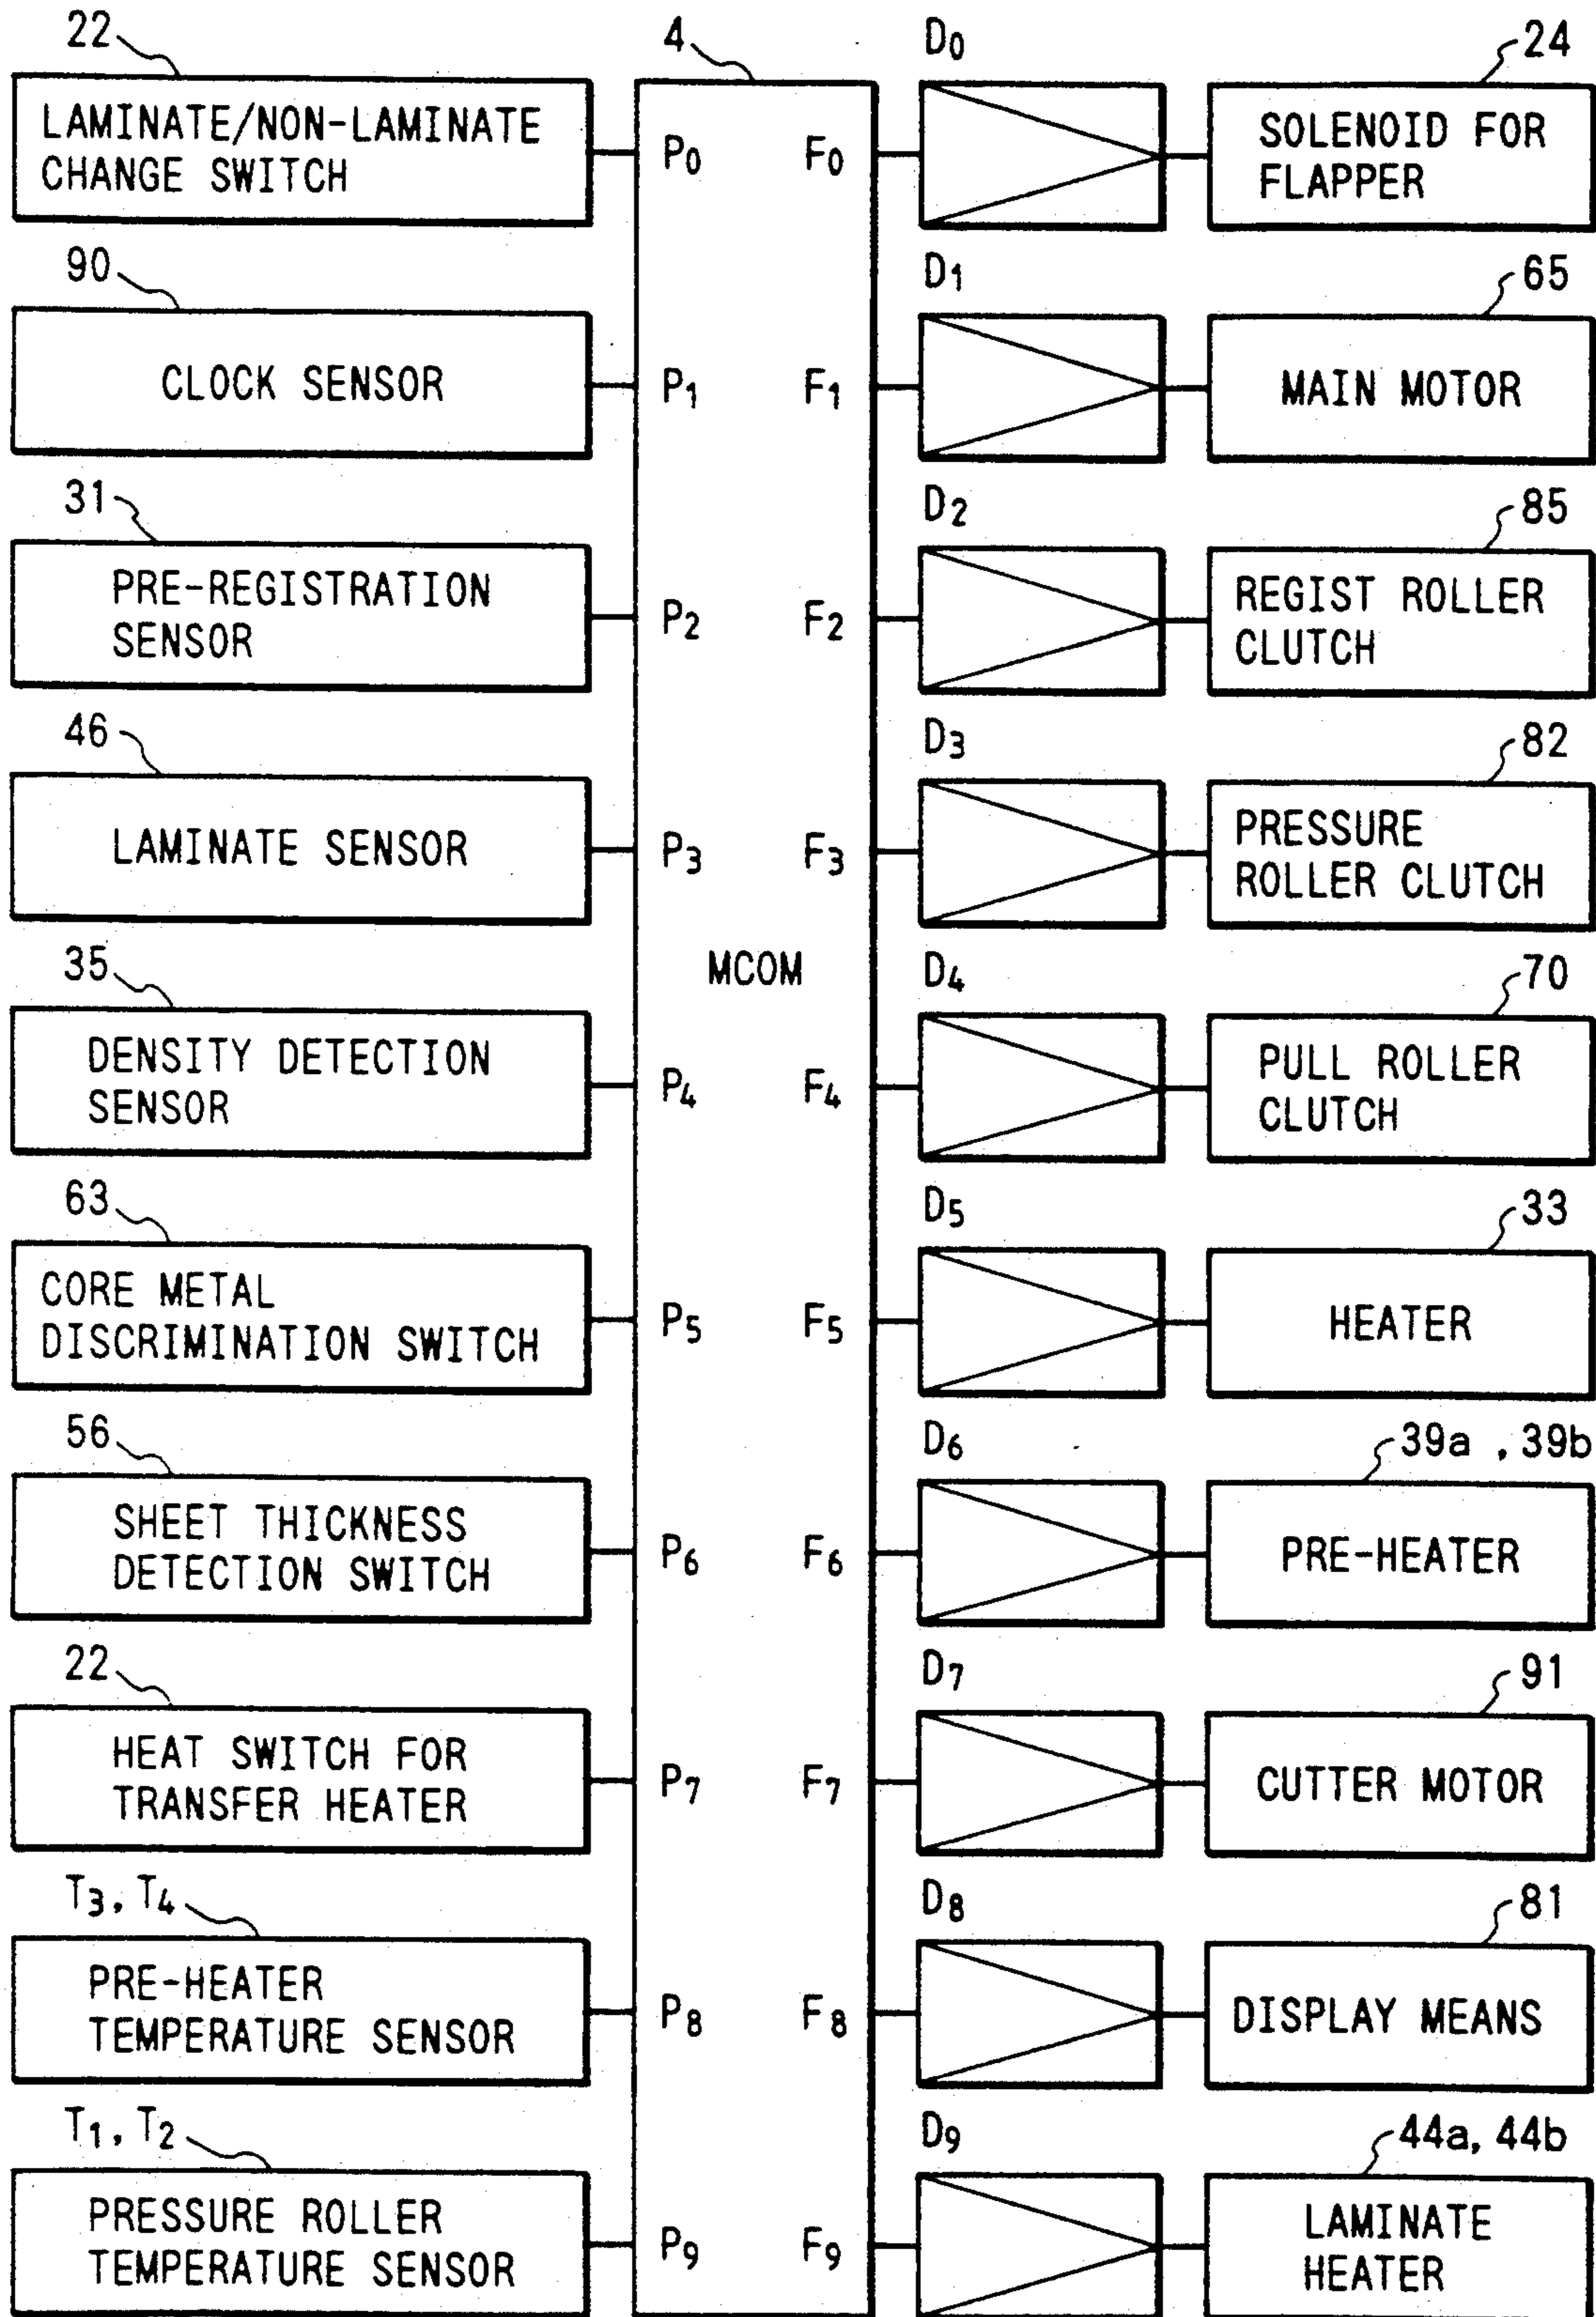 22
LAMINATE/NON-LAMINATE
CHANGE SWITCH
90
CLOCK SENSOR
31
PRE-REGISTRATION
SENSOR
46
LAMINATE SENSOR
35
DENSITY DETECTION
SENSOR
63
CORE METAL
DISCRIMINATION SWITCH
56
SHEET THICKNESS
DETECTION SWITCH
22
HEAT SWITCH FOR
TRANSFER HEATER
T3, T4
PRE-HEATER
TEMPERATURE SENSOR
T1, T2
PRESSURE ROLLER
TEMPERATURE SENSOR
4
P0 F0
P1 F1
P2 F2
P3 F3
MCOM
P4 F4
P5 F5
P6 F6
P7 F7
P8 F8
P9 F9
D0
24
SOLENOID FOR
FLAPPER
D1
65
MAIN MOTOR
D2
85
REGIST ROLLER
CLUTCH
D3
82
PRESSURE
ROLLER CLUTCH
D4
70
PULL ROLLER
CLUTCH
D5
33
HEATER
D6
39a , 39b
PRE-HEATER
D7
91
CUTTER MOTOR
D8
81
DISPLAY MEANS
D9
44a, 44b
LAMINATE
HEATER